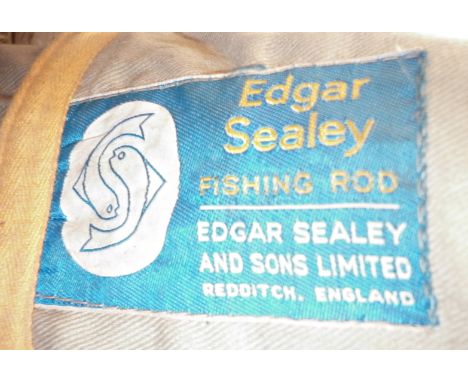 Edgar
Sealey
FISHING ROD
EDGAR SEALEY
AND SONS LIMITED
REDDITCH. ENGLAND